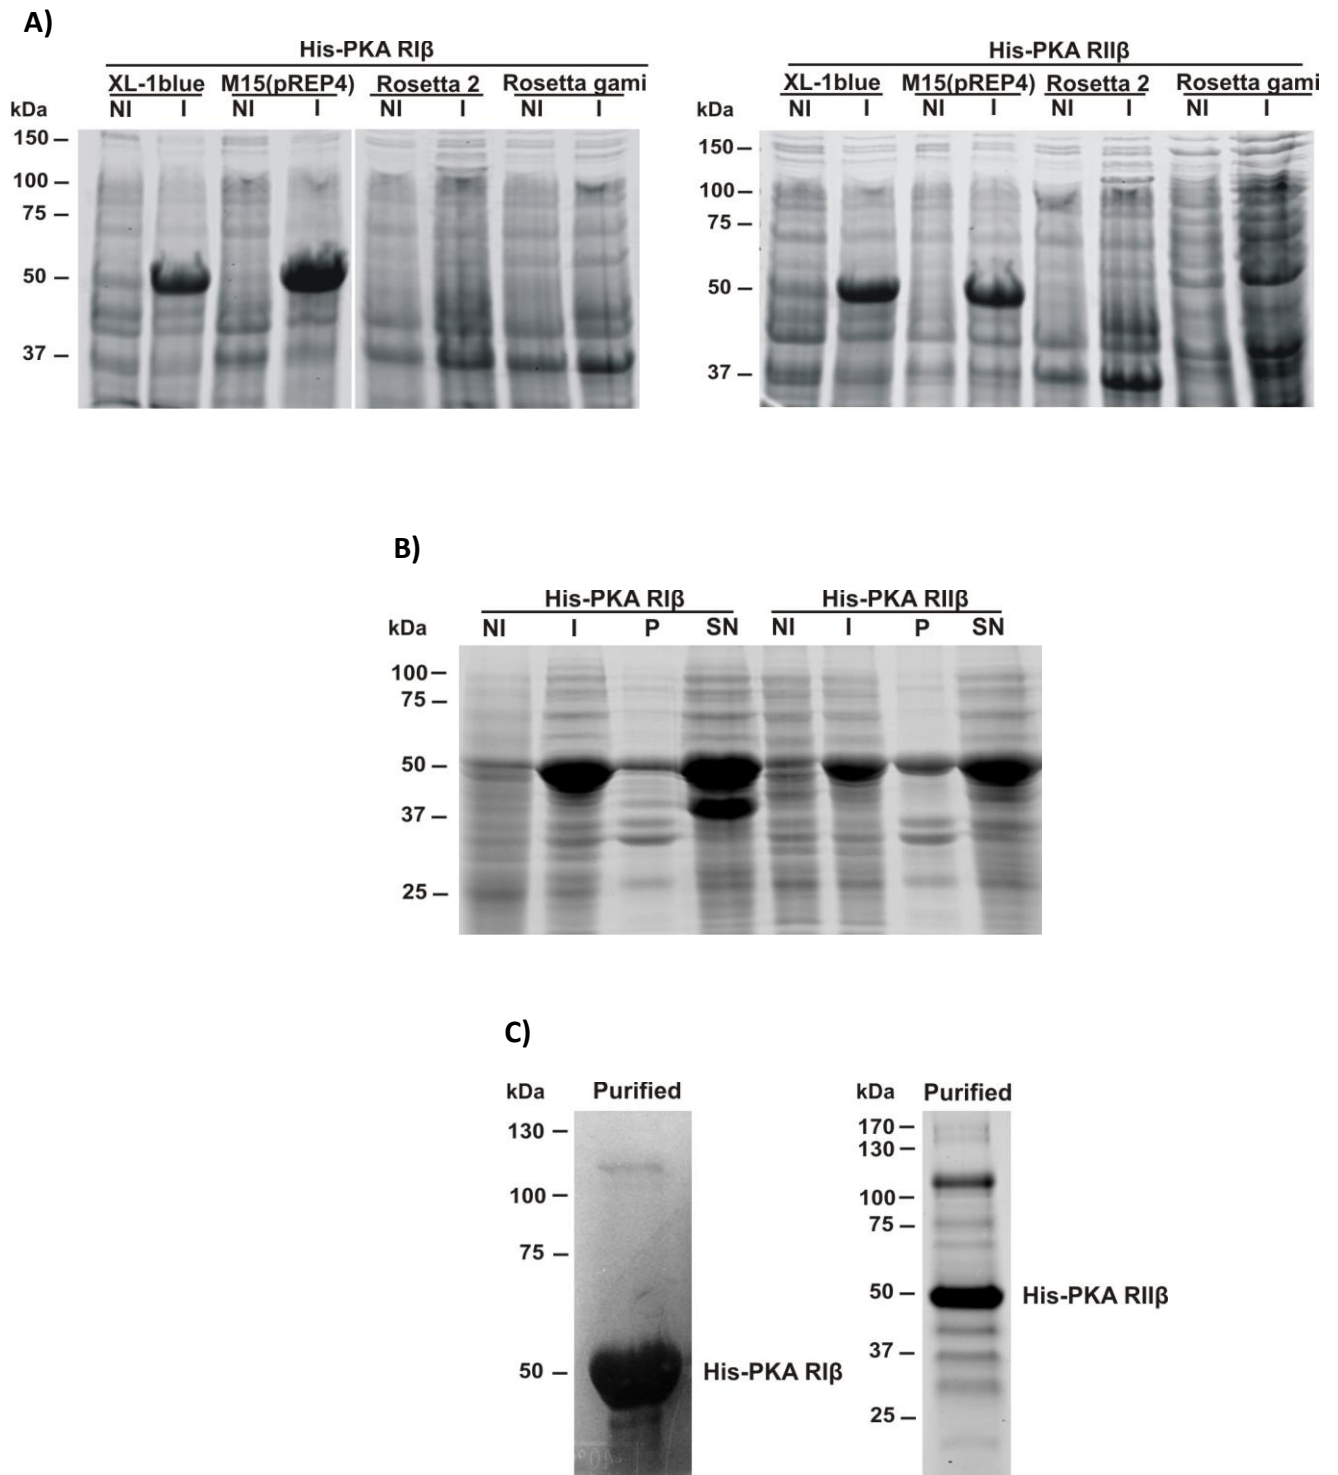 A)
His-PKA RIβ
XL-1blue M15(pREP4) Rosetta 2 Rosetta gami
kDa NI I NI I NI I NI I
150
100
75
50
37
His-PKA RIIβ
XL-1blue M15(pREP4) Rosetta 2 Rosetta gami
kDa NI I NI I NI I NI I
150
100
75
50
37
B)
His-PKA RIβ His-PKA RIIβ
kDa NI I P SN NI I P SN
100
75
50
37
25
C)
kDa Purified
130
100
75
50 His-PKA RIβ
kDa Purified
170
130
100
75
50 His-PKA RIIβ
37
25